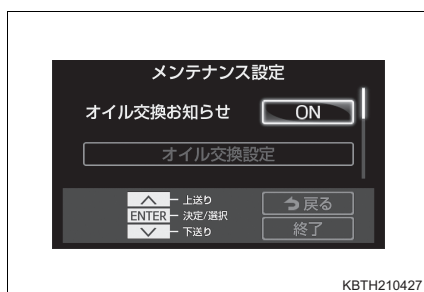 メンテナンス設定
オイル交換お知らせ ON
オイル交換設定
上送り
ENTER 決定/選択
下送り
戻る
終了
KBTH210427